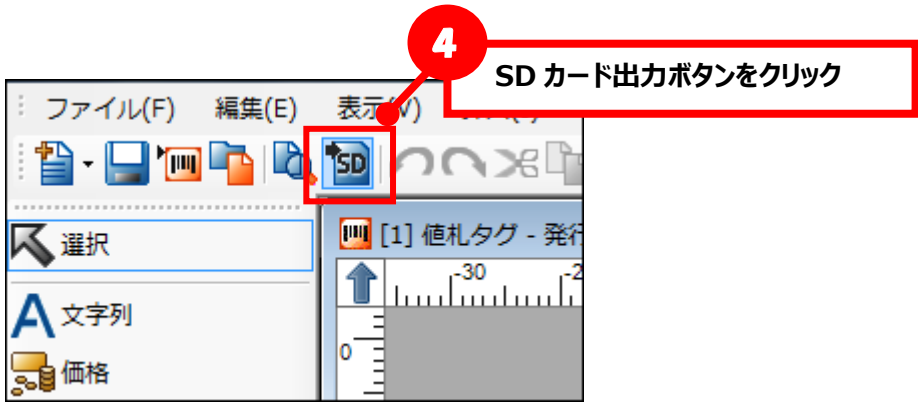 4
SD カード出力ボタンをクリック
ファイル(F) 編集(E) 表示(V)
SD
選択
[1] 値札タグ - 発行
-30
文字列
0
価格